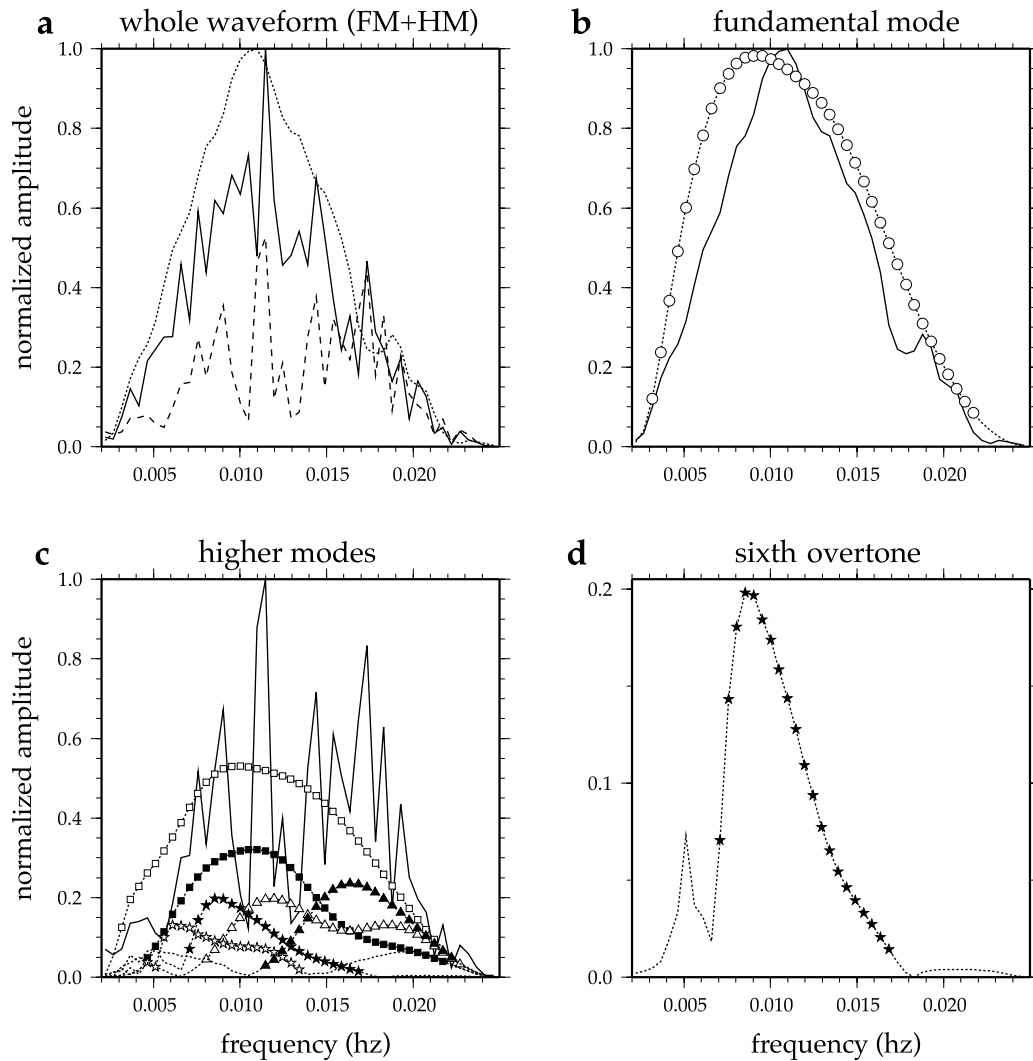 a whole waveform (FM+HM)
normalized amplitude
1.0
0.8
0.6
0.4
0.2
0.0
0.005 0.010 0.015 0.020
b fundamental mode
1.0
0.8
0.6
0.4
0.2
0.0
0.005 0.010 0.015 0.020
c higher modes
normalized amplitude
1.0
0.8
0.6
0.4
0.2
0.0
0.005 0.010 0.015 0.020
frequency (hz)
d sixth overtone
0.2
0.1
0.0
0.005 0.010 0.015 0.020
frequency (hz)